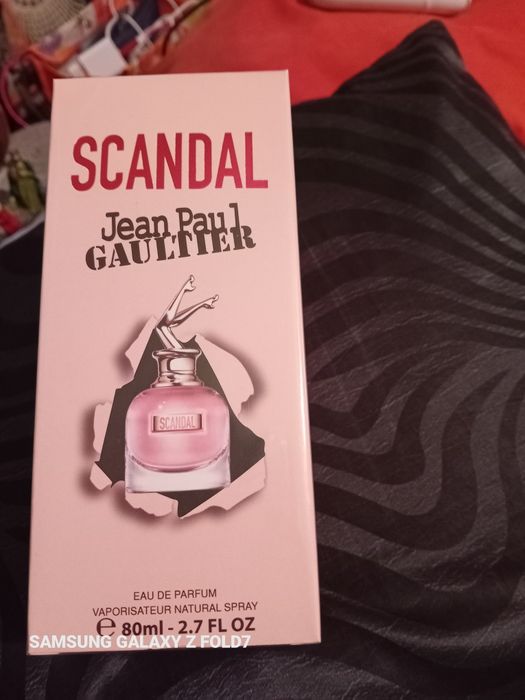 SCANDAL
Jean Paul
GAULTIER
SCANDAL
EAU DE PARFUM
VAPORISATEUR NATURAL SPRAY
℮ 80ml - 2.7 FL OZ
SAMSUNG GALAXY Z FOLD7